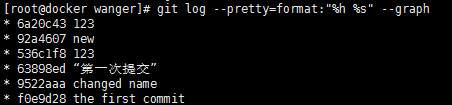 [root@docker wanger]# git log --pretty=format:"%h %s" --graph
* 6a20c43 123
* 92a4607 new
* 536c1f8 123
* 63898ed “第一次提交”
* 9522aaa changed name
* f0e9d28 the first commit